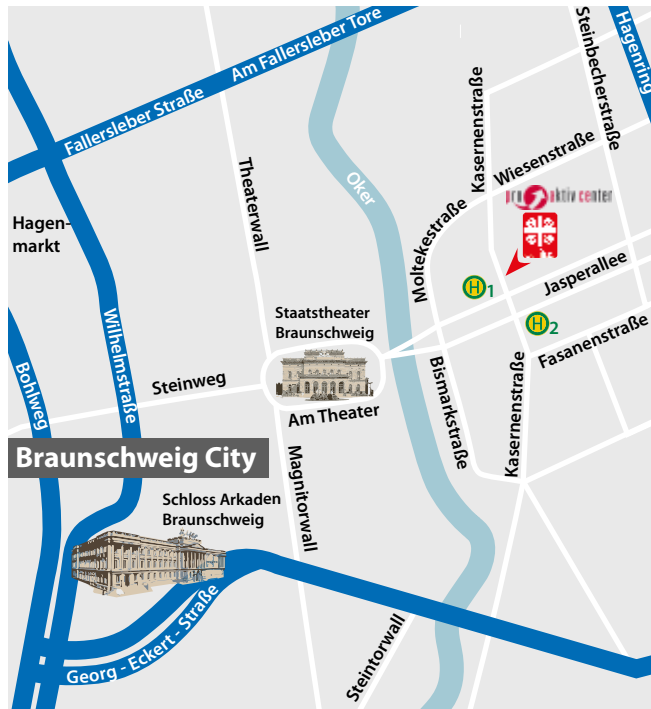 Am Fallersleber Tore
Fallersleber Straße
Steinbecherstraße
Hagenring
Kasernenstraße
Wiesenstraße
Theaterwall
Oker
pro aktiv center
Hagen-
markt
Moltekestraße
Jasperallee
H 1
H 2
Staatstheater
Braunschweig
Wilhelmstraße
Bohlweg
Steinweg
Fasanenstraße
Bismarkstraße
Kasernenstraße
Am Theater
Braunschweig City
Magnitorwall
Schloss Arkaden
Braunschweig
Georg - Eckert - Straße
Steintorwall